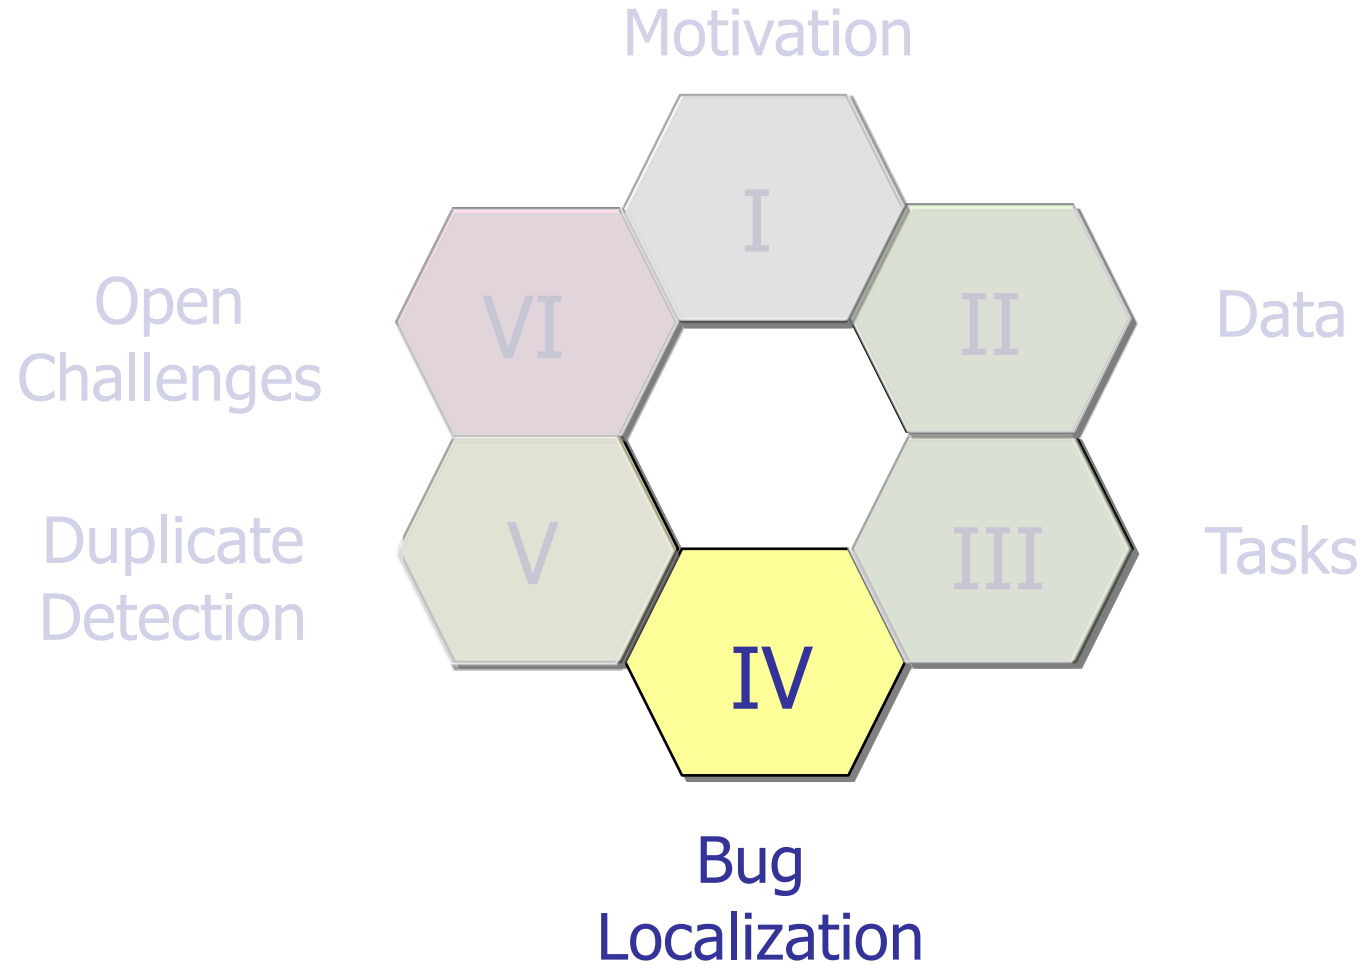 Motivation
I
II
Data
III
Tasks
IV
Bug
Localization
V
Duplicate
Detection
VI
Open
Challenges